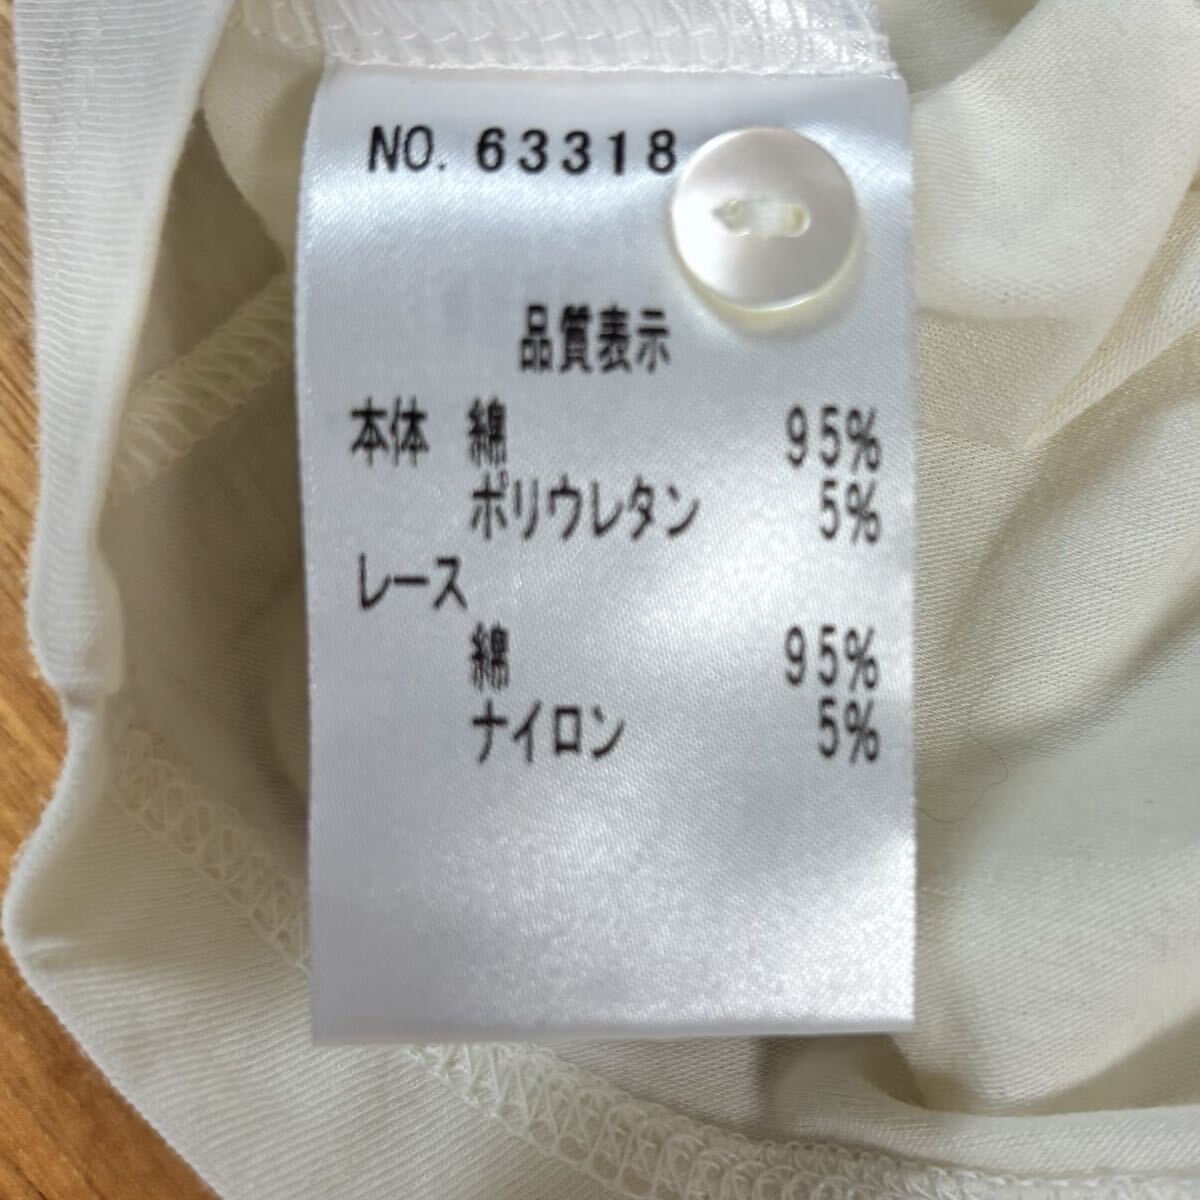 NO. 63318
品質表示
本体 綿 95%
ポリウレタン 5%
レース
綿 95%
ナイロン 5%